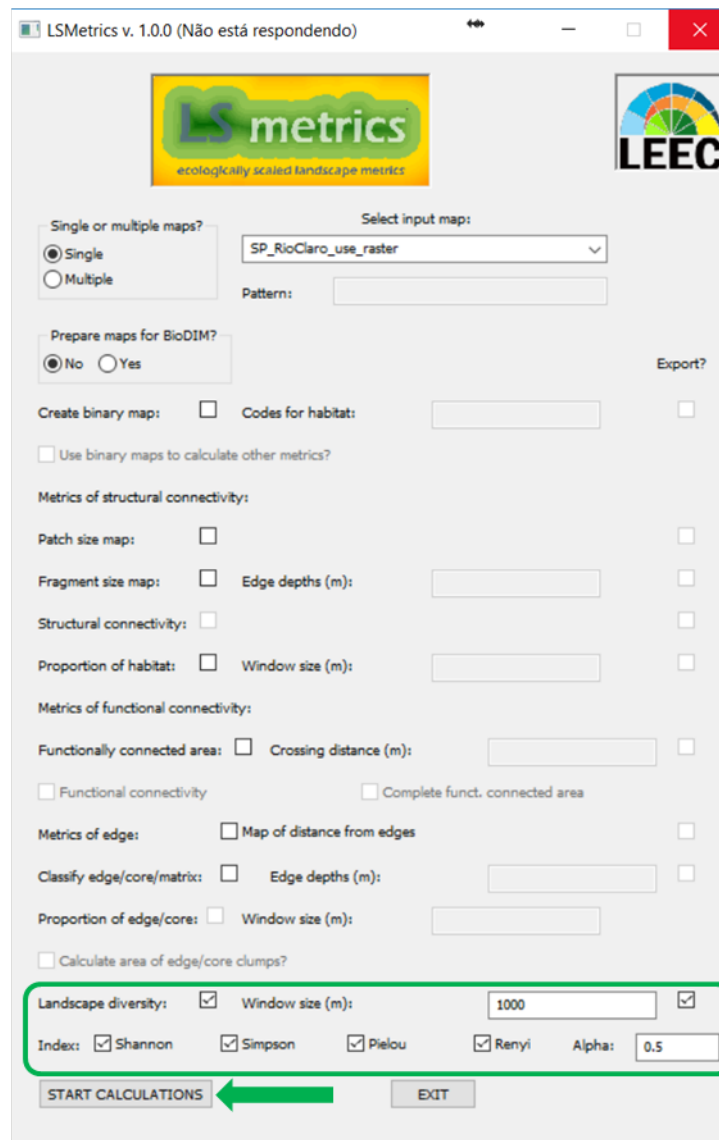 LSMetrics v. 1.0.0 (Não está respondendo)
LS metrics
ecologically scaled landscape metrics
LEEC
Single or multiple maps?
Select input map:
Single
SP_RioClaro_use_raster
Multiple
Pattern:
Prepare maps for BioDIM?
No Yes
Export?
Create binary map: Codes for habitat:
Use binary maps to calculate other metrics?
Metrics of structural connectivity:
Patch size map:
Fragment size map: Edge depths (m):
Structural connectivity:
Proportion of habitat: Window size (m):
Metrics of functional connectivity:
Functionally connected area: Crossing distance (m):
Functional connectivity Complete funct. connected area
Metrics of edge: Map of distance from edges
Classify edge/core/matrix: Edge depths (m):
Proportion of edge/core: Window size (m):
Calculate area of edge/core clumps?
Landscape diversity: Window size (m): 1000
Index: Shannon Simpson Pielou Renyi Alpha: 0.5
START CALCULATIONS EXIT